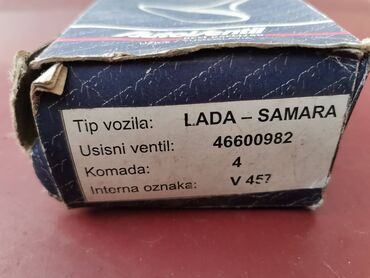 Tip vozila: LADA – SAMARA
Usisni ventil: 46600982
Komada: 4
Interna oznaka: V 457